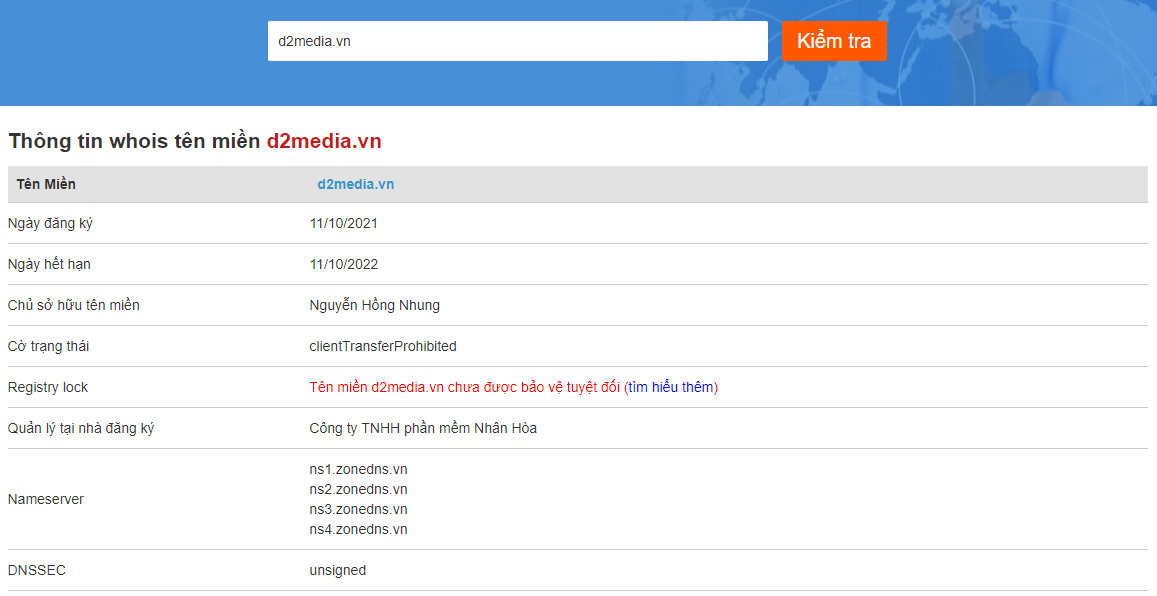 d2media.vn Kiểm tra
Thông tin whois tên miền d2media.vn
Tên Miền d2media.vn
Ngày đăng ký 11/10/2021
Ngày hết hạn 11/10/2022
Chủ sở hữu tên miền Nguyễn Hồng Nhung
Cờ trạng thái clientTransferProhibited
Registry lock Tên miền d2media.vn chưa được bảo vệ tuyệt đối (tìm hiểu thêm)
Quản lý tại nhà đăng ký Công ty TNHH phần mềm Nhân Hòa
Nameserver ns1.zonedns.vn
ns2.zonedns.vn
ns3.zonedns.vn
ns4.zonedns.vn
DNSSEC unsigned